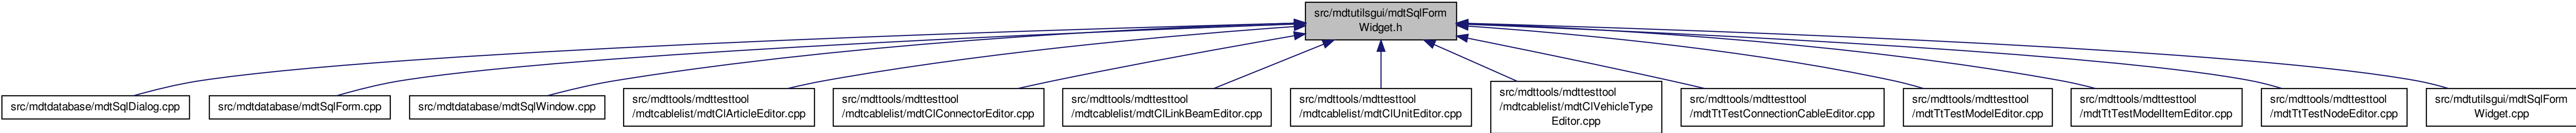 src/mdtutilsgui/mdtSqlForm
Widget.h
src/mdtdatabase/mdtSqlDialog.cpp
src/mdtdatabase/mdtSqlForm.cpp
src/mdtdatabase/mdtSqlWindow.cpp
src/mdttools/mdttesttool
/mdtcablelist/mdtClArticleEditor.cpp
src/mdttools/mdttesttool
/mdtcablelist/mdtClConnectorEditor.cpp
src/mdttools/mdttesttool
/mdtcablelist/mdtClLinkBeamEditor.cpp
src/mdttools/mdttesttool
/mdtcablelist/mdtClUnitEditor.cpp
src/mdttools/mdttesttool
/mdtcablelist/mdtClVehicleType
Editor.cpp
src/mdttools/mdttesttool
/mdtTtTestConnectionCableEditor.cpp
src/mdttools/mdttesttool
/mdtTtTestModelEditor.cpp
src/mdttools/mdttesttool
/mdtTtTestModelItemEditor.cpp
src/mdttools/mdttesttool
/mdtTtTestNodeEditor.cpp
src/mdtutilsgui/mdtSqlForm
Widget.cpp